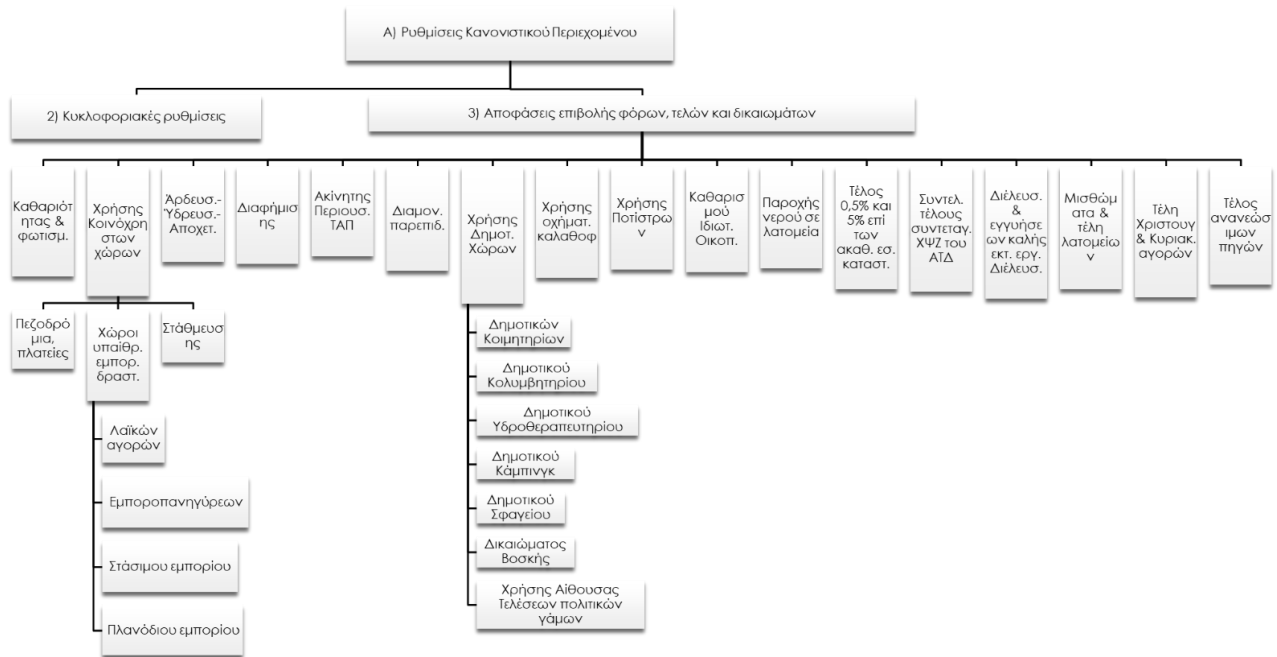 Α) Ρυθμίσεις Κανονιστικού Περιεχομένου
2) Κυκλοφοριακές ρυθμίσεις
3) Αποφάσεις επιβολής φόρων, τελών και δικαιωμάτων
Καθαριότ
ητας &
φωτισμ.
Χρήσης
Κοινόχρη
στων
χώρων
Άρδευσ.-
Ύδρευσ.-
Αποχετ.
Διαφήμισ
ης
Ακίνητης
Περιουσ.
ΤΑΠ
Διαμον.
παρεπιδ.
Χρήσης
Δημοτ.
Χώρων
Χρήσης
οχήματ.
καλαθοφ
Χρήσης
Ποτίστρω
ν
Καθαρισ
μού
Ιδιωτ.
Οικοπ.
Παροχής
νερού σε
λατομεία
Τέλος
0,5% και
5% επί
των
ακαθ. εσ.
καταστ.
Συντελ.
τέλους
συντεταγ.
ΧΨΖ του
ΑΤΔ
Διέλευσ.
&
εγγυήσε
ων καλής
εκτ. εργ.
Διέλευσ.
Μισθώμ
ατα &
τέλη
λατομείω
ν
Τέλη
Χριστουγ
& Κυριακ.
αγορών
Τέλος
ανανεώσ
ιμων
πηγών
Πεζοδρό
μια,
πλατείες
Χώροι
υπαίθρ.
εμπορ.
δραστ.
Στάθμευσ
ης
Λαϊκών
αγορών
Εμποροπανηγύρεων
Στάσιμου εμπορίου
Πλανόδιου εμπορίου
Δημοτικών
Κοιμητηρίων
Δημοτικού
Κολυμβητηρίου
Δημοτικού
Υδροθεραπευτηρίου
Δημοτικού
Κάμπινγκ
Δημοτικού
Σφαγείου
Δικαιώματος
Βοσκής
Χρήσης Αίθουσας
Τελέσεων πολιτικών
γάμων